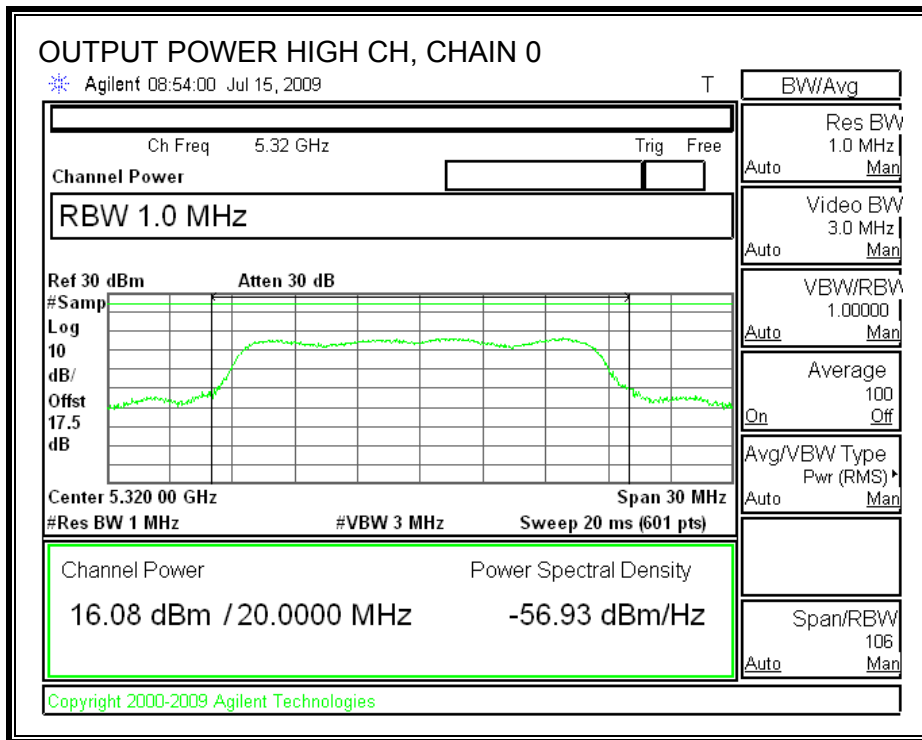 OUTPUT POWER HIGH CH, CHAIN 0
Agilent 08:54:00 Jul 15, 2009 T
Ch Freq 5.32 GHz Trig Free
Channel Power
RBW 1.0 MHz
Ref 30 dBm Atten 30 dB
#Samp
Log
10
dB/
Offst
17.5
dB
Center 5.320 00 GHz Span 30 MHz
#Res BW 1 MHz #VBW 3 MHz Sweep 20 ms (601 pts)
Channel Power Power Spectral Density
16.08 dBm / 20.0000 MHz -56.93 dBm/Hz
Copyright 2000-2009 Agilent Technologies
BW/Avg
Res BW
1.0 MHz
Auto Man
Video BW
3.0 MHz
Auto Man
VBW/RBW
1.00000
Auto Man
Average
100
On Off
Avg/VBW Type
Pwr (RMS)
Auto Man
Span/RBW
106
Auto Man